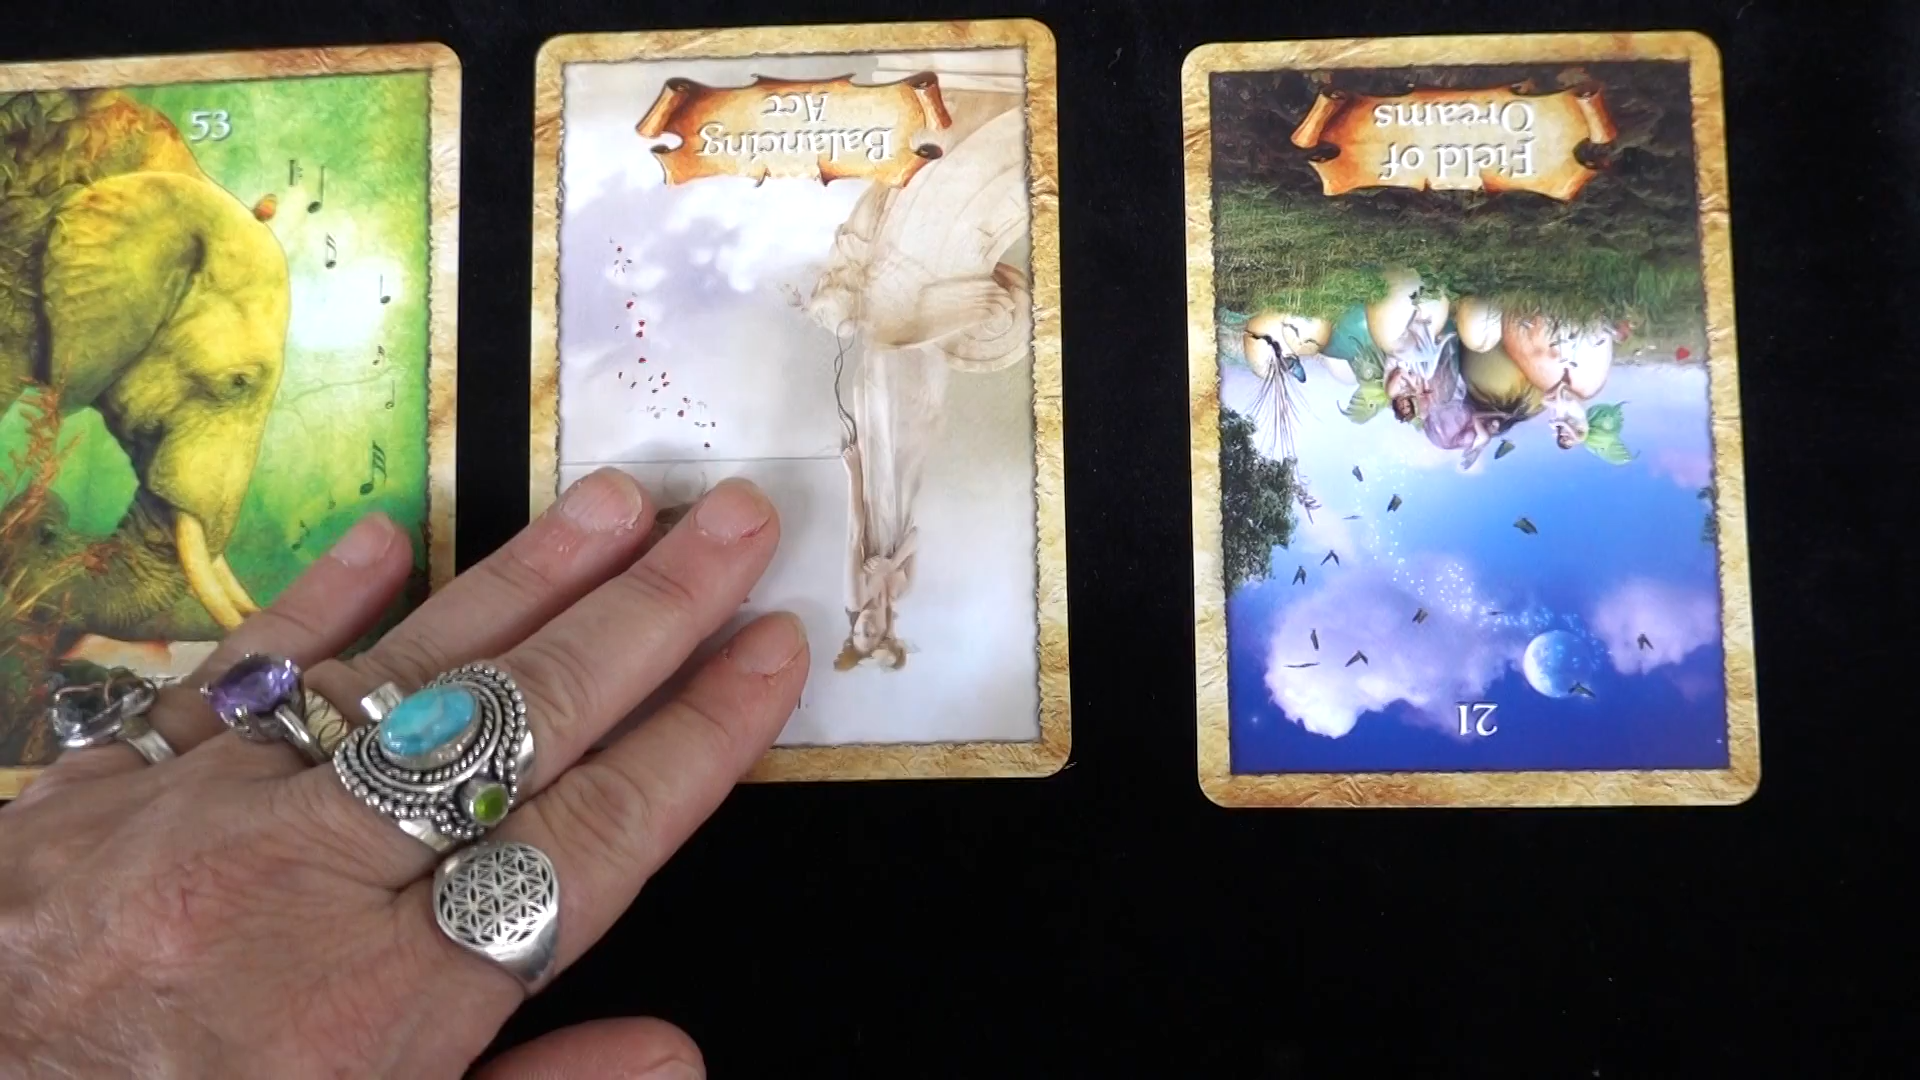 53
Balancing
Act
Field of
Dreams
21